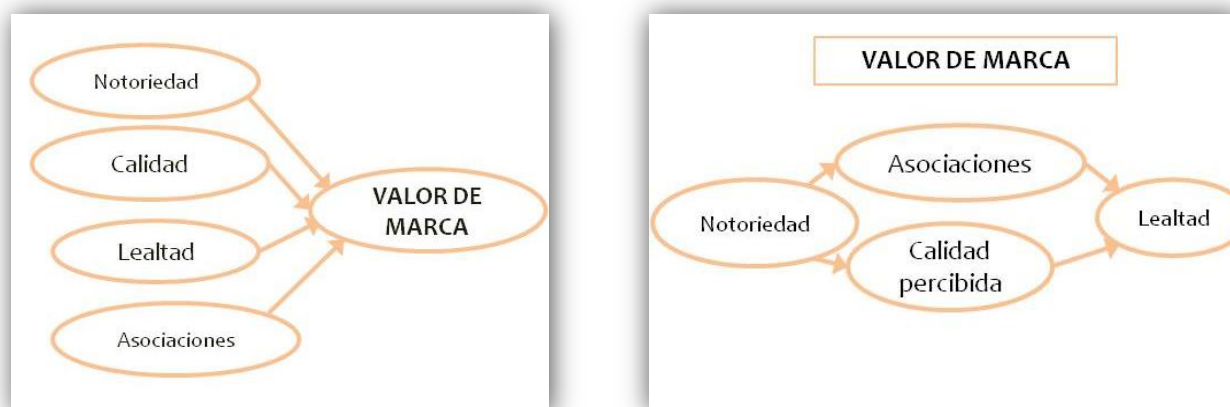 Notoriedad
Calidad
Lealtad
Asociaciones
VALOR DE
MARCA
VALOR DE MARCA
Notoriedad
Asociaciones
Calidad
percibida
Lealtad